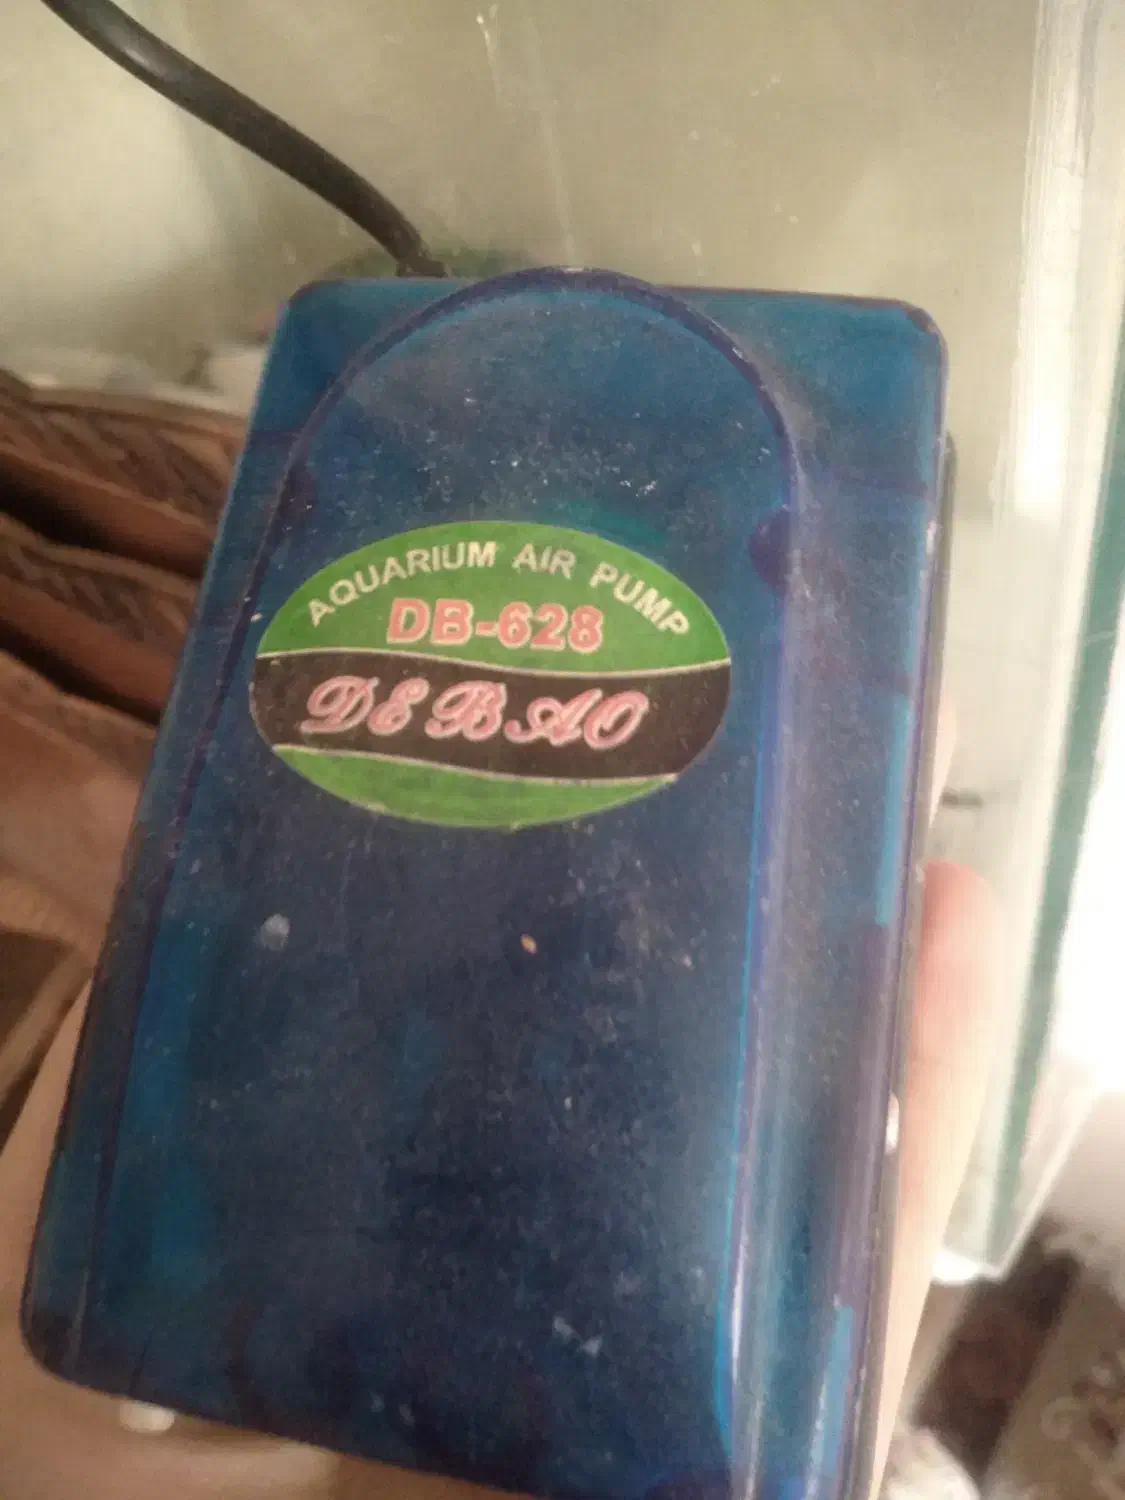 AQUARIUM AIR PUMP
DB-628
DEBAO